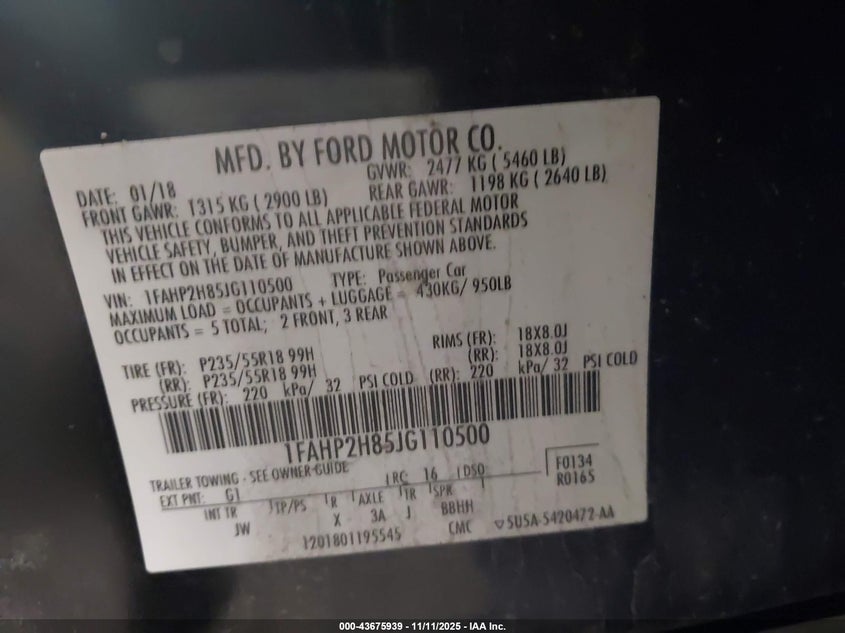 MFD. BY FORD MOTOR CO.
DATE: 01/18 GVWR: 2477 KG ( 5460 LB)
FRONT GAWR: 1315 KG ( 2900 LB) REAR GAWR: 1198 KG ( 2640 LB)
THIS VEHICLE CONFORMS TO ALL APPLICABLE FEDERAL MOTOR
VEHICLE SAFETY, BUMPER, AND THEFT PREVENTION STANDARDS
IN EFFECT ON THE DATE OF MANUFACTURE SHOWN ABOVE.
VIN: 1FAHP2H85JG110500 TYPE: Passenger Car
MAXIMUM LOAD = OCCUPANTS + LUGGAGE = 430KG/ 950LB
OCCUPANTS = 5 TOTAL; 2 FRONT, 3 REAR
TIRE (FR): P235/55R18 99H RIMS (FR): 18X8.0J
(RR): P235/55R18 99H (RR): 18X8.0J
PRESSURE (FR): 220 kPa/ 32 PSI COLD (RR): 220 kPa/ 32 PSI COLD
1FAHP2H85JG110500
TRAILER TOWING - SEE OWNER GUIDE
EXT PNT: G1 RC: 16 DSO F0134
R0165
INT TR TP/PS R AXLE TR SPR
JW X 3A J BBHH
1201801195545 CMC ▽5U5A-5420472-AA
000-43675939 - 11/11/2025 - IAA Inc.